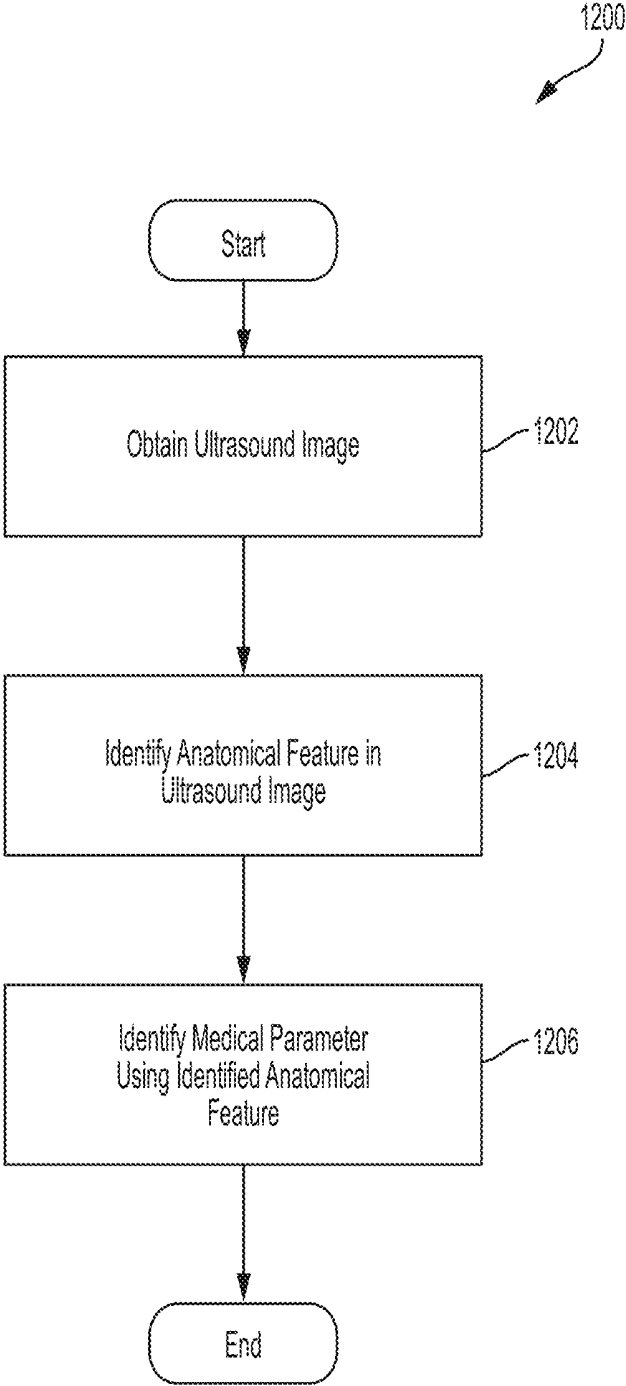 1200
Start
Obtain Ultrasound Image
1202
Identify Anatomical Feature in
Ultrasound Image
1204
Identify Medical Parameter
Using Identified Anatomical
Feature
1206
End